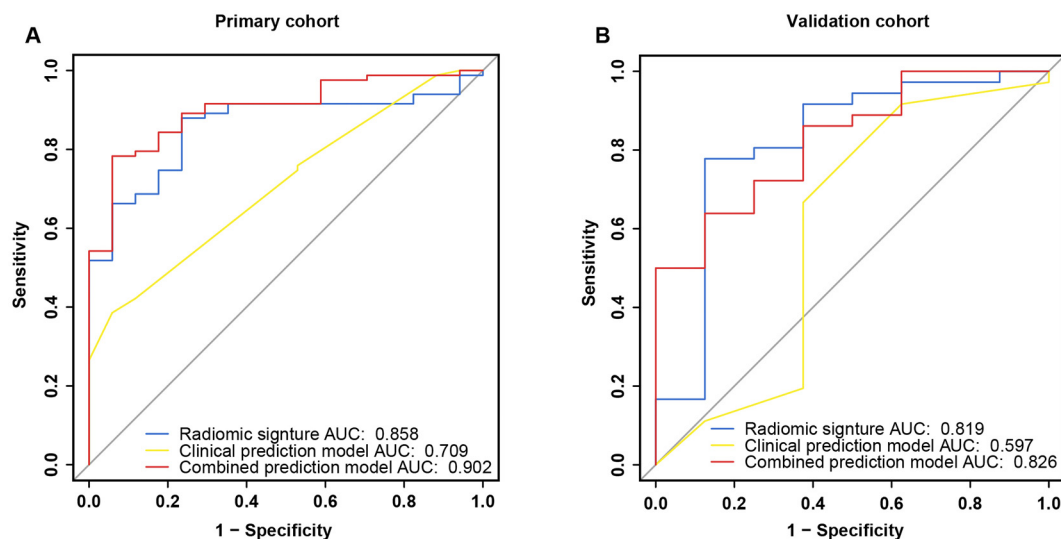 Primary cohort
A
Sensitivity
1.0
0.8
0.6
0.4
0.2
0.0
Radiomic signture AUC: 0.858
Clinical prediction model AUC: 0.709
Combined prediction model AUC: 0.902
0.0 0.2 0.4 0.6 0.8 1.0
1 − Specificity
Validation cohort
B
Sensitivity
1.0
0.8
0.6
0.4
0.2
0.0
Radiomic signture AUC: 0.819
Clinical prediction model AUC: 0.597
Combined prediction model AUC: 0.826
0.0 0.2 0.4 0.6 0.8 1.0
1 − Specificity